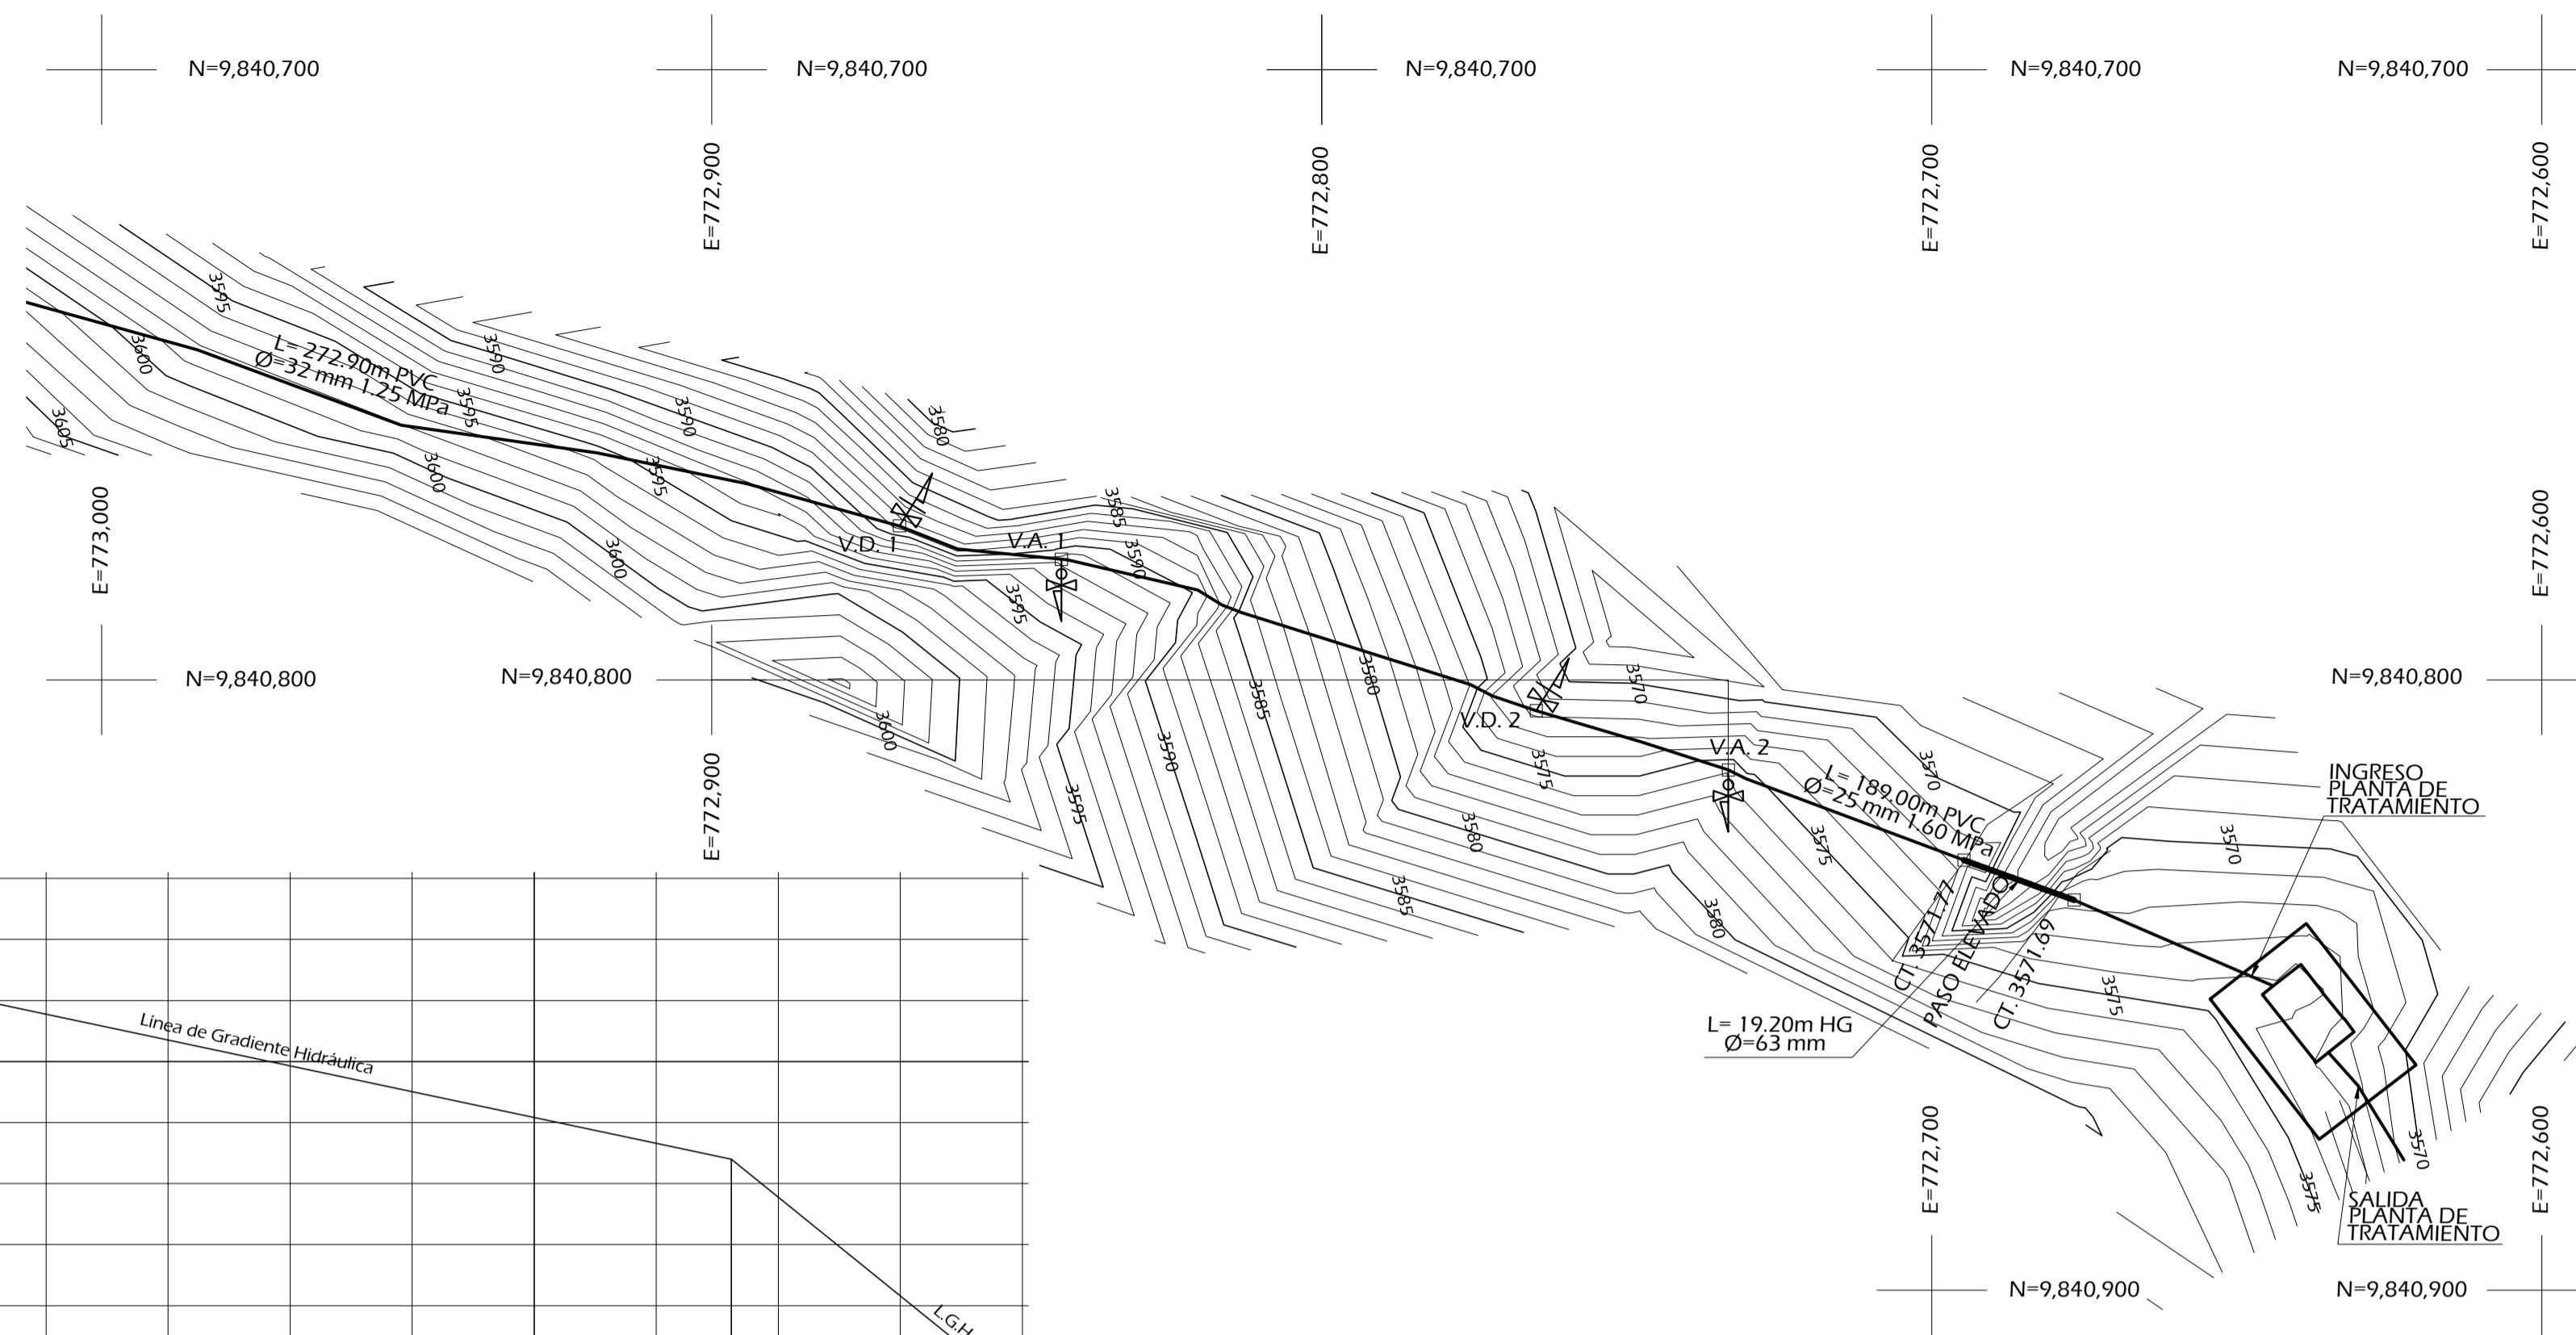 N=9,840,700
N=9,840,700
N=9,840,700
N=9,840,700
N=9,840,700
E=772,900
E=772,800
E=772,700
E=772,600
3595
3600
L= 272.90m PVC
Ø=32 mm 1.25 MPa
3590
3595
3605
3590
3580
3600
3595
3585
E=773,000
E=772,600
V.D. 1
V.A. 1
3590
3600
3595
N=9,840,800
N=9,840,800
N=9,840,800
3580
3585
3570
3600
V.D. 2
3590
3575
V.A. 2
3570
L= 189.00m PVC
Ø=25 mm 1.60 MPa
INGRESO
PLANTA DE
TRATAMIENTO
E=772,900
3595
3580
3575
3570
3585
3580
CT. 3571.77
PASO ELEVADO
CT. 3571.69
3575
L= 19.20m HG
Ø=63 mm
Línea de Gradiente Hidráulica
E=772,700
E=772,600
3570
3575
SALIDA
PLANTA DE
TRATAMIENTO
N=9,840,900
N=9,840,900
L.G.H